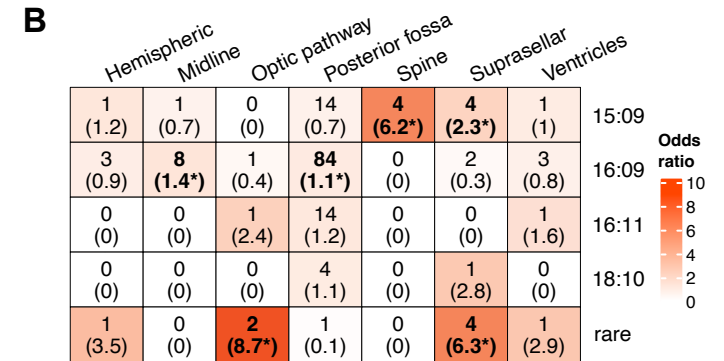 B
Hemispheric Midline Optic pathway Posterior fossa Spine Suprasellar Ventricles
1 1 0 14 4 4 1
(1.2) (0.7) (0) (0.7) (6.2*) (2.3*) (1)
15:09
3 8 1 84 0 2 3
(0.9) (1.4*) (0.4) (1.1*) (0) (0.3) (0.8)
16:09
0 0 1 14 0 0 1
(0) (0) (2.4) (1.2) (0) (0) (1.6)
16:11
0 0 0 4 0 1 0
(0) (0) (0) (1.1) (0) (2.8) (0)
18:10
1 0 2 1 0 4 1
(3.5) (0) (8.7*) (0.1) (0) (6.3*) (2.9)
rare
Odds
ratio
10
8
6
4
2
0